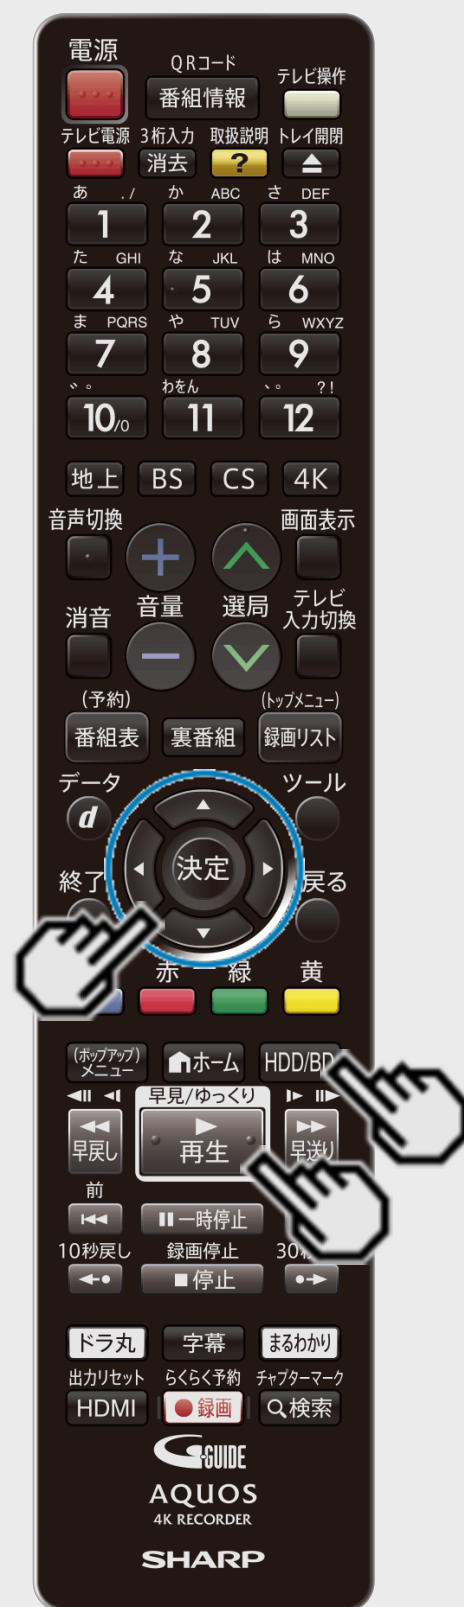 電源
QRコード
テレビ操作
番組情報
テレビ電源 3桁入力 取扱説明 トレイ開閉
消去 ?
あ ./ か ABC さ DEF
1 2 3
た GHI な JKL は MNO
4 5 6
ま PQRS や TUV ら WXYZ
7 8 9
゛゜ わをん 、。 ?!
10/0 11 12
地上 BS CS 4K
音声切換 画面表示
消音 音量 選局 テレビ
入力切換
(予約) (トップメニュー)
番組表 裏番組 録画リスト
データ ツール
d
決定
終了 戻る
赤 緑 黄
(ポップアップ)
メニュー ホーム HDD/BD
早見/ゆっくり
早戻し 再生 早送り
前
一時停止
10秒戻し 録画停止 30
停止
ドラ丸 字幕 まるわかり
出力リセット らくらく予約 チャプターマーク
HDMI 録画 検索
G-GUIDE
AQUOS
4K RECORDER
SHARP